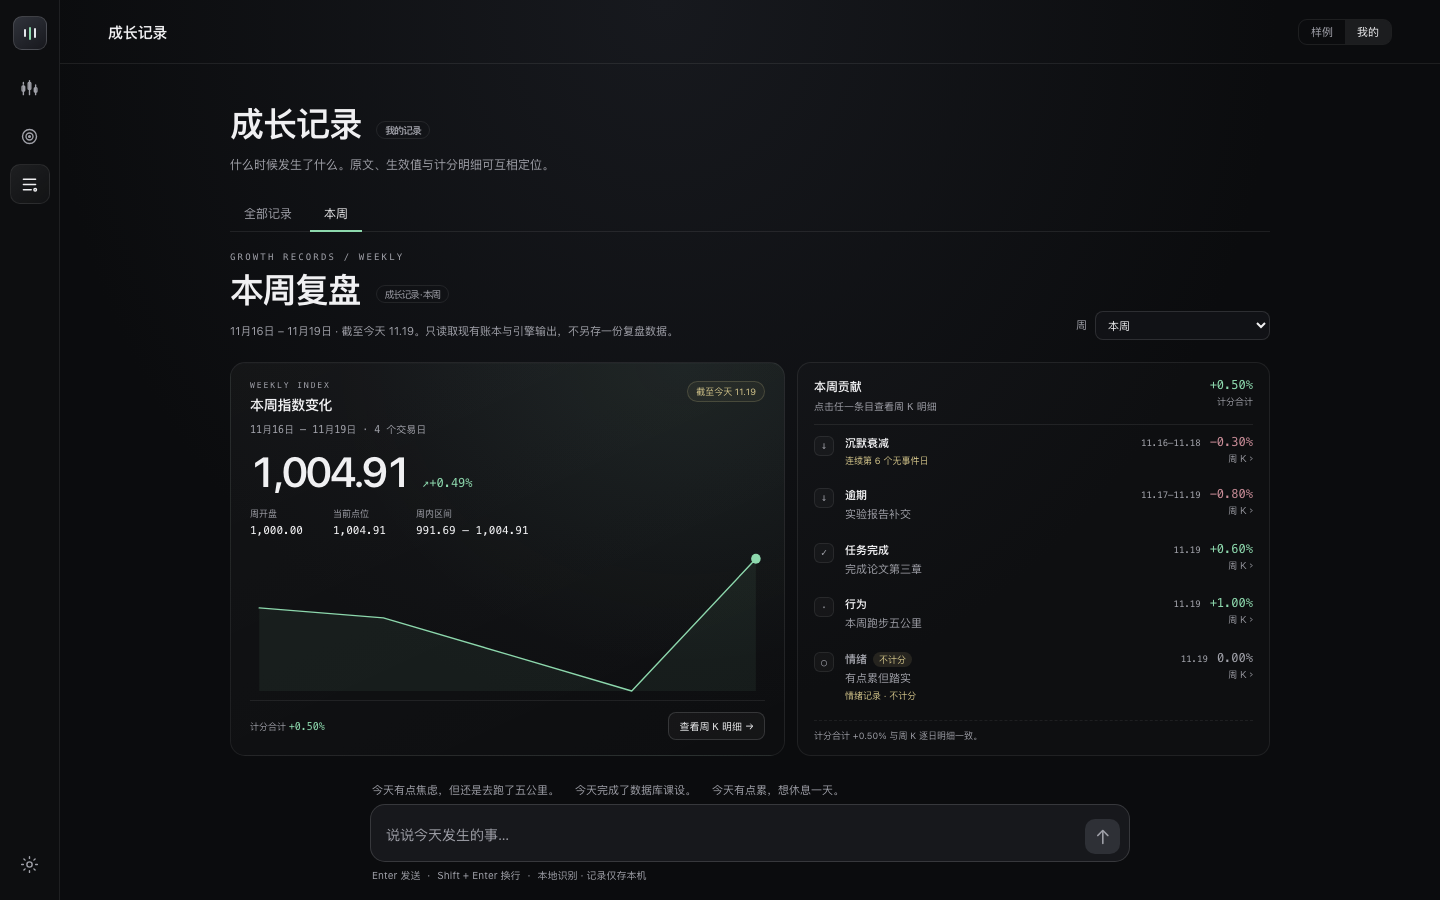 成长记录
样例 我的
成长记录 我的记录
什么时候发生了什么。原文、生效值与计分明细可互相定位。
全部记录 本周
GROWTH RECORDS / WEEKLY
本周复盘 成长记录·本周
11月16日 – 11月19日 · 截至今天 11.19。只读取现有账本与引擎输出，不另存一份复盘数据。
周 本周
WEEKLY INDEX
截至今天 11.19
本周指数变化
11月16日 – 11月19日 · 4 个交易日
1,004.91 ↗+0.49%
周开盘 当前点位 周内区间
1,000.00 1,004.91 991.69 – 1,004.91
计分合计 +0.50%
查看周 K 明细 →
本周贡献 +0.50%
点击任一条目查看周 K 明细 计分合计
↓ 沉默衰减 11.16–11.18 −0.30%
连续第 6 个无事件日 周 K ›
↓ 逾期 11.17–11.19 −0.80%
实验报告补交 周 K ›
✓ 任务完成 11.19 +0.60%
完成论文第三章 周 K ›
· 行为 11.19 +1.00%
本周跑步五公里 周 K ›
○ 情绪 不计分 11.19 0.00%
有点累但踏实 周 K ›
情绪记录 · 不计分
计分合计 +0.50% 与周 K 逐日明细一致。
今天有点焦虑，但还是去跑了五公里。 今天完成了数据库课设。 今天有点累，想休息一天。
说说今天发生的事…
Enter 发送 · Shift + Enter 换行 · 本地识别 · 记录仅存本机